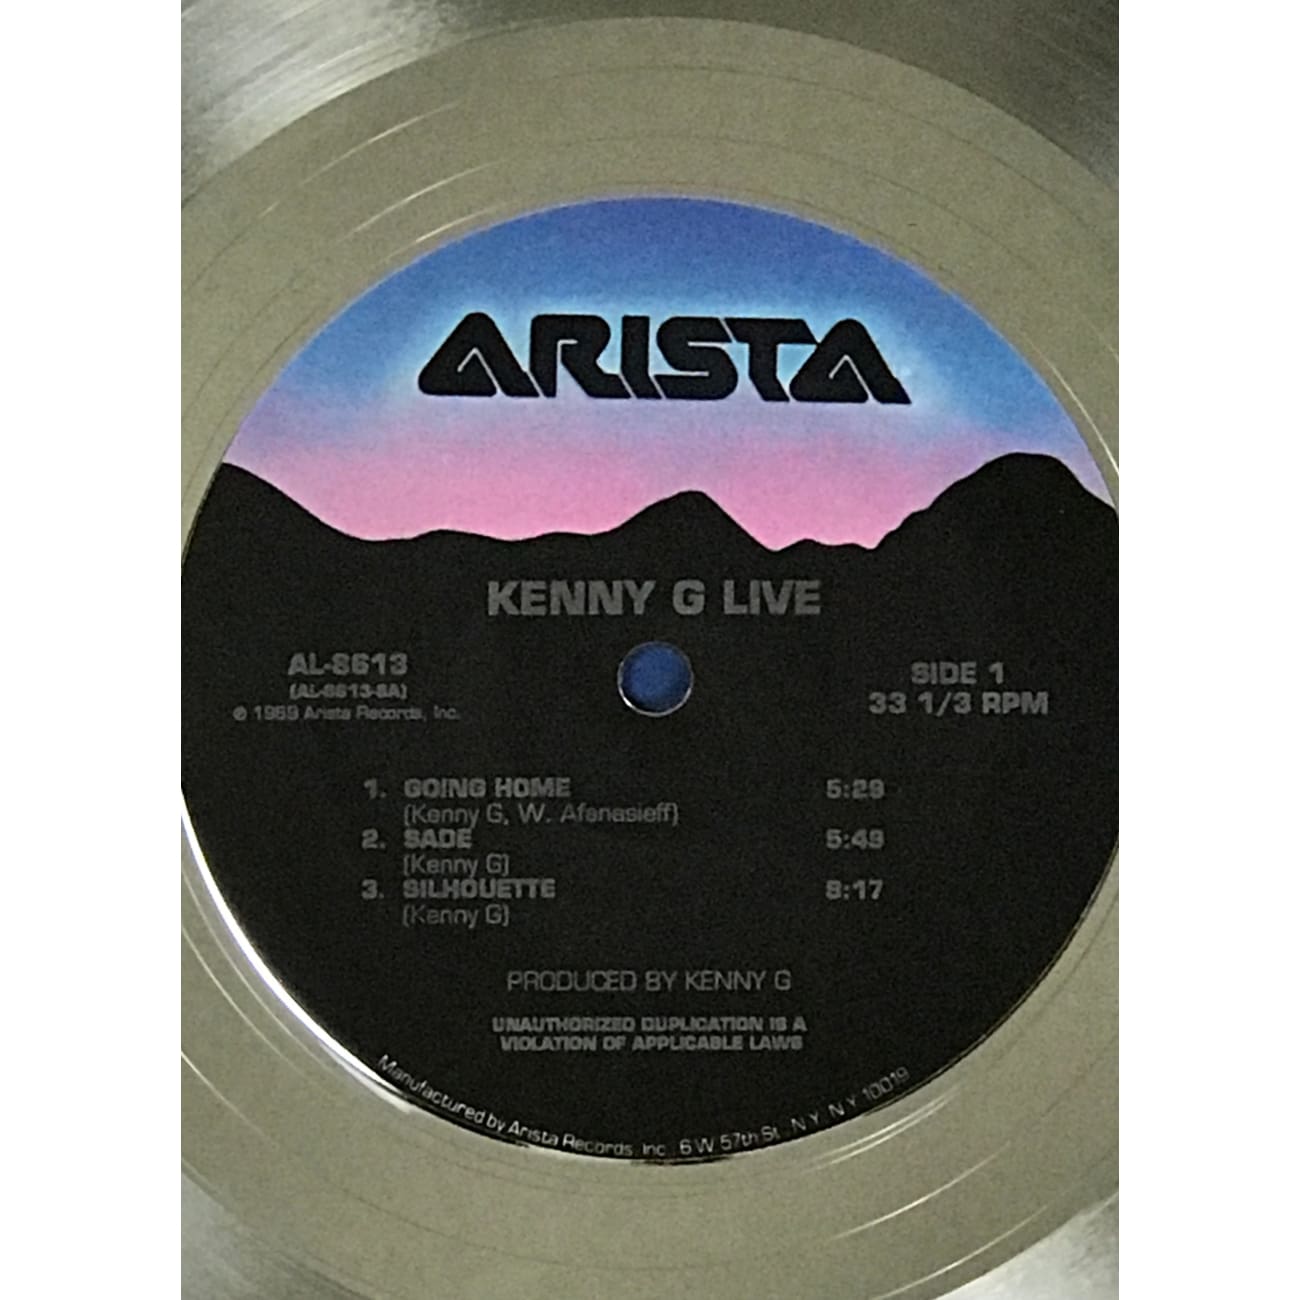 ARISTA
KENNY G LIVE
AL-8613
(AL-8613-SA)
℗ 1989 Arista Records, Inc.
SIDE 1
33 1/3 RPM
1. GOING HOME 5:29
(Kenny G, W. Afanasieff)
2. SADE 5:49
(Kenny G)
3. SILHOUETTE 8:17
(Kenny G)
PRODUCED BY KENNY G
UNAUTHORIZED DUPLICATION IS A
VIOLATION OF APPLICABLE LAWS
Manufactured by Arista Records, Inc. 6 W 57th St. N.Y. N.Y. 10019